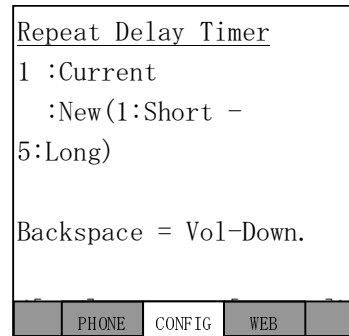 Repeat Delay Timer
1 :Current
:New(1:Short -
5:Long)
Backspace = Vol-Down.
PHONE CONFIG WEB